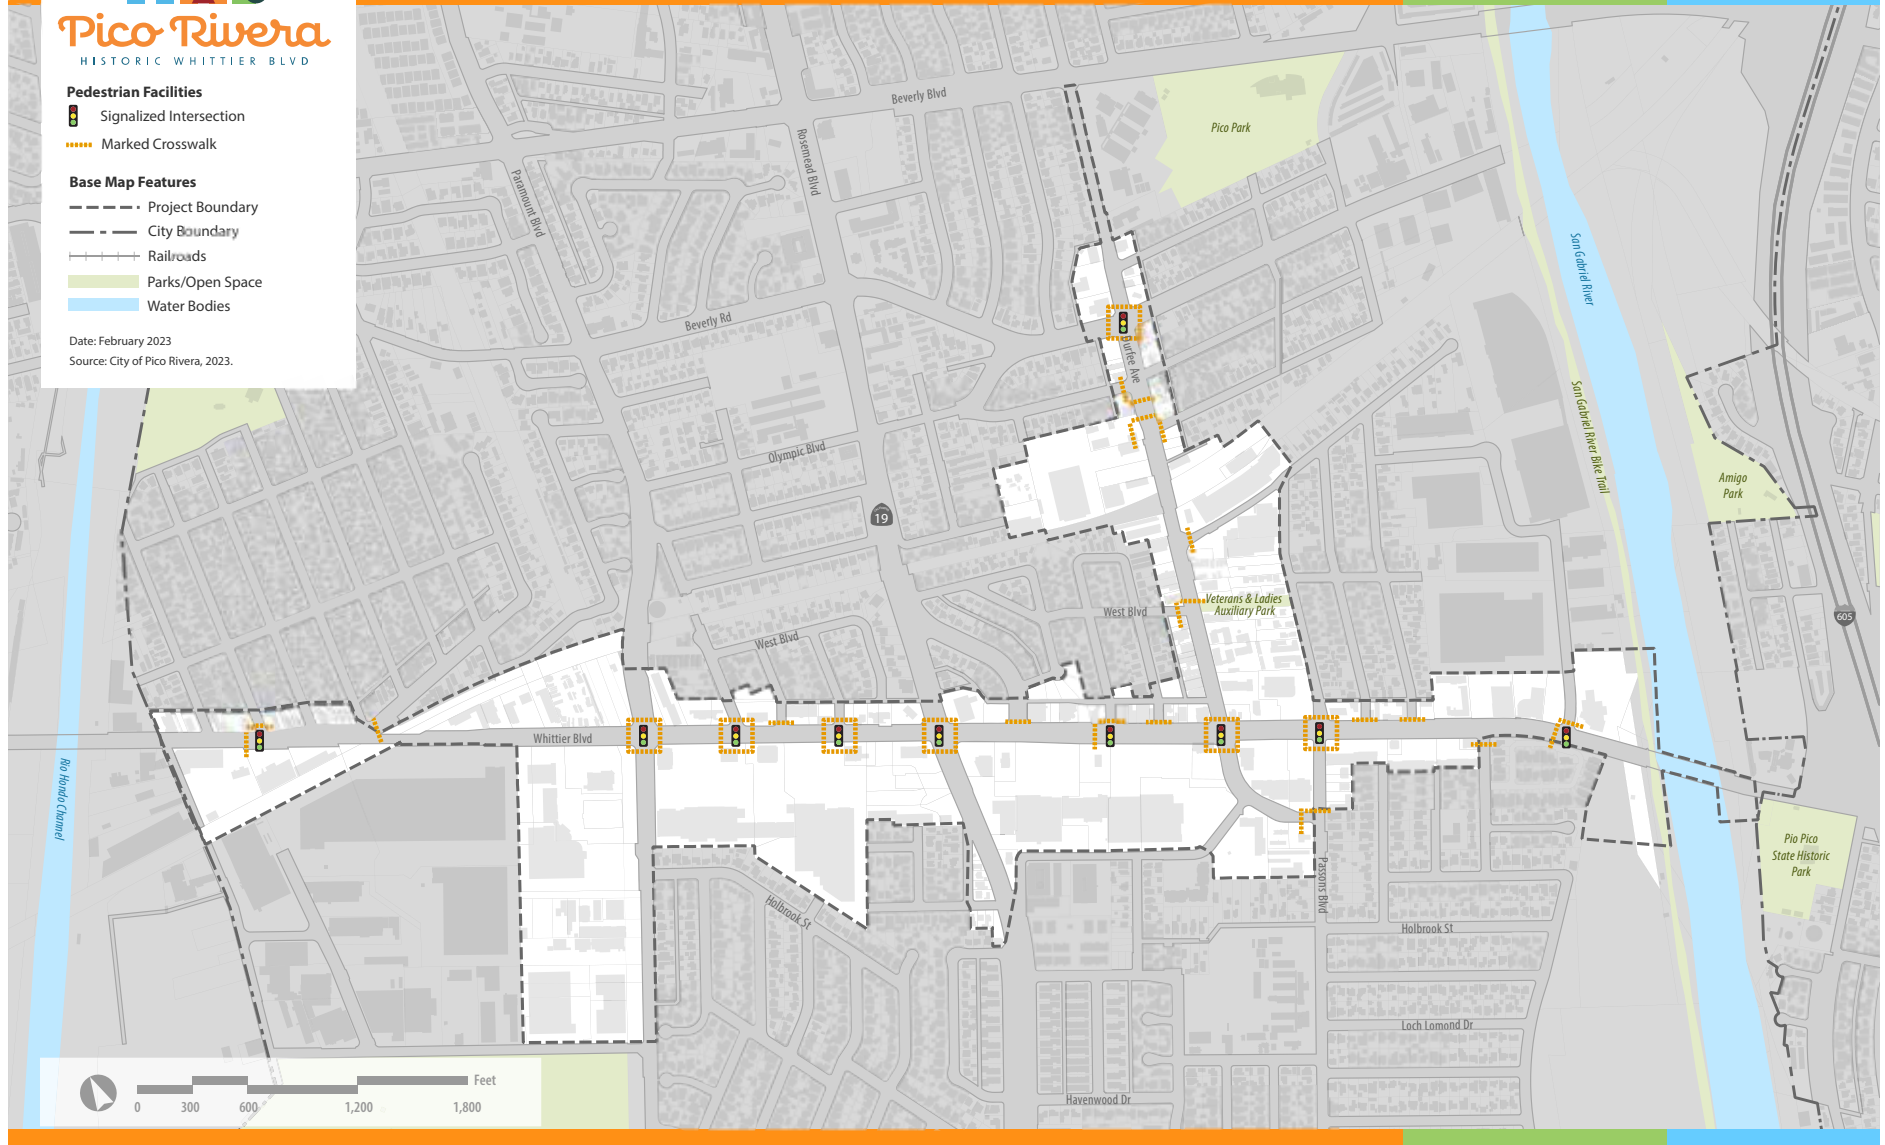 Pico Rivera
HISTORIC WHITTIER BLVD
Pedestrian Facilities
Signalized Intersection
Marked Crosswalk
Base Map Features
Project Boundary
City Boundary
Railroads
Parks/Open Space
Water Bodies
Date: February 2023
Source: City of Pico Rivera, 2023.
Beverly Blvd
Pico Park
Rosemead Blvd
Paramount Blvd
San Gabriel River
Beverly Rd
Durfee Ave
San Gabriel River Bike Trail
Olympic Blvd
Amigo
Park
19
Veterans & Ladies
Auxiliary Park
West Blvd
West Blvd
605
Whittier Blvd
Rio Hondo Channel
Pio Pico
State Historic
Park
Passons Blvd
Holbrook St
Holbrook St
Loch Lomond Dr
Havenwood Dr
Feet
0 300 600 1,200 1,800